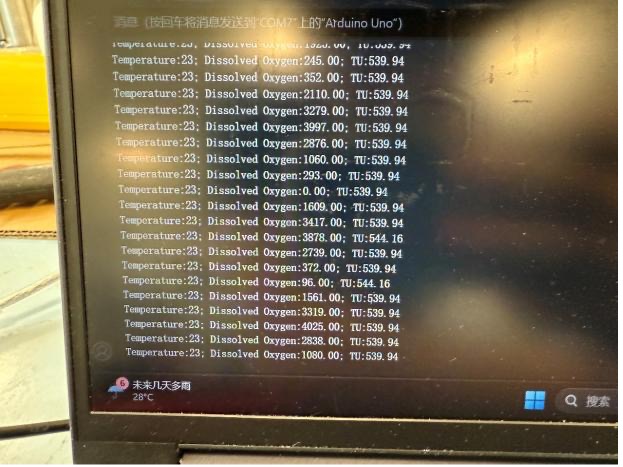 消息（按回车将消息发送到“COM7”上的“Arduino Uno”）
Temperature:23; Dissolved Oxygen:1923.00; TU:539.94
Temperature:23; Dissolved Oxygen:245.00; TU:539.94
Temperature:23; Dissolved Oxygen:352.00; TU:539.94
Temperature:23; Dissolved Oxygen:2110.00; TU:539.94
Temperature:23; Dissolved Oxygen:3279.00; TU:539.94
Temperature:23; Dissolved Oxygen:3997.00; TU:539.94
Temperature:23; Dissolved Oxygen:2876.00; TU:539.94
Temperature:23; Dissolved Oxygen:1060.00; TU:539.94
Temperature:23; Dissolved Oxygen:293.00; TU:539.94
Temperature:23; Dissolved Oxygen:0.00; TU:539.94
Temperature:23; Dissolved Oxygen:1609.00; TU:539.94
Temperature:23; Dissolved Oxygen:3417.00; TU:539.94
Temperature:23; Dissolved Oxygen:3878.00; TU:544.16
Temperature:23; Dissolved Oxygen:2739.00; TU:539.94
Temperature:23; Dissolved Oxygen:372.00; TU:539.94
Temperature:23; Dissolved Oxygen:96.00; TU:544.16
Temperature:23; Dissolved Oxygen:1561.00; TU:539.94
Temperature:23; Dissolved Oxygen:3319.00; TU:539.94
Temperature:23; Dissolved Oxygen:4025.00; TU:539.94
Temperature:23; Dissolved Oxygen:2838.00; TU:539.94
Temperature:23; Dissolved Oxygen:1080.00; TU:539.94
6
未来几天多雨
28°C
搜索